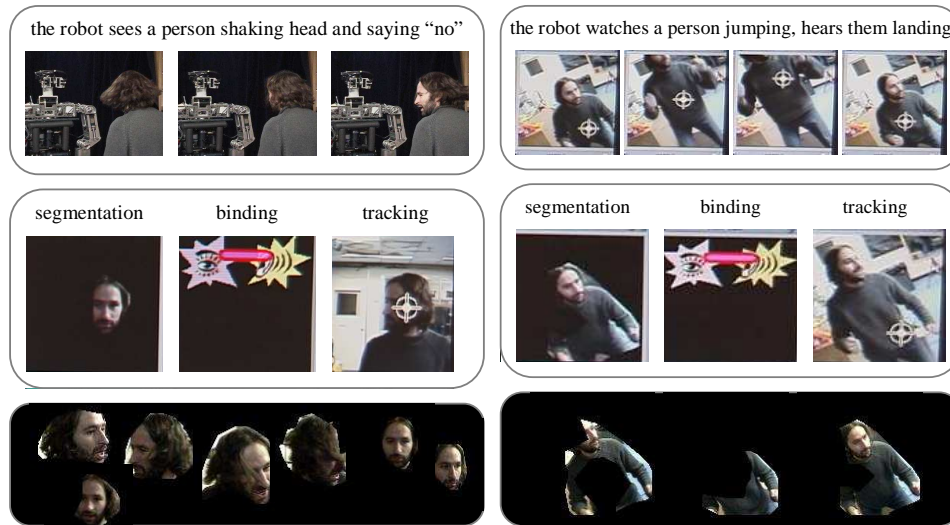 the robot sees a person shaking head and saying “no”
the robot watches a person jumping, hears them landing
segmentation binding tracking
segmentation binding tracking